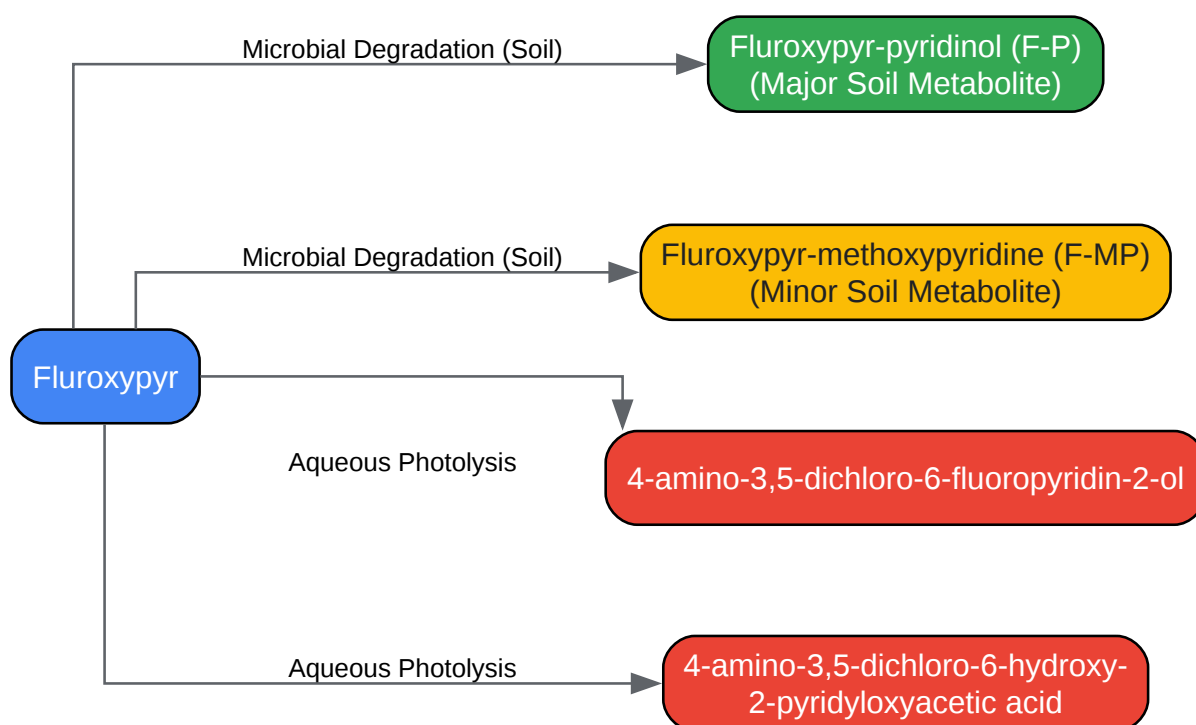 Microbial Degradation (Soil)
Fluroxypyr-pyridinol (F-P)
(Major Soil Metabolite)
Microbial Degradation (Soil)
Fluroxypyr-methoxypyridine (F-MP)
(Minor Soil Metabolite)
Fluroxypyr
Aqueous Photolysis
4-amino-3,5-dichloro-6-fluoropyridin-2-ol
Aqueous Photolysis
4-amino-3,5-dichloro-6-hydroxy-
2-pyridyloxyacetic acid